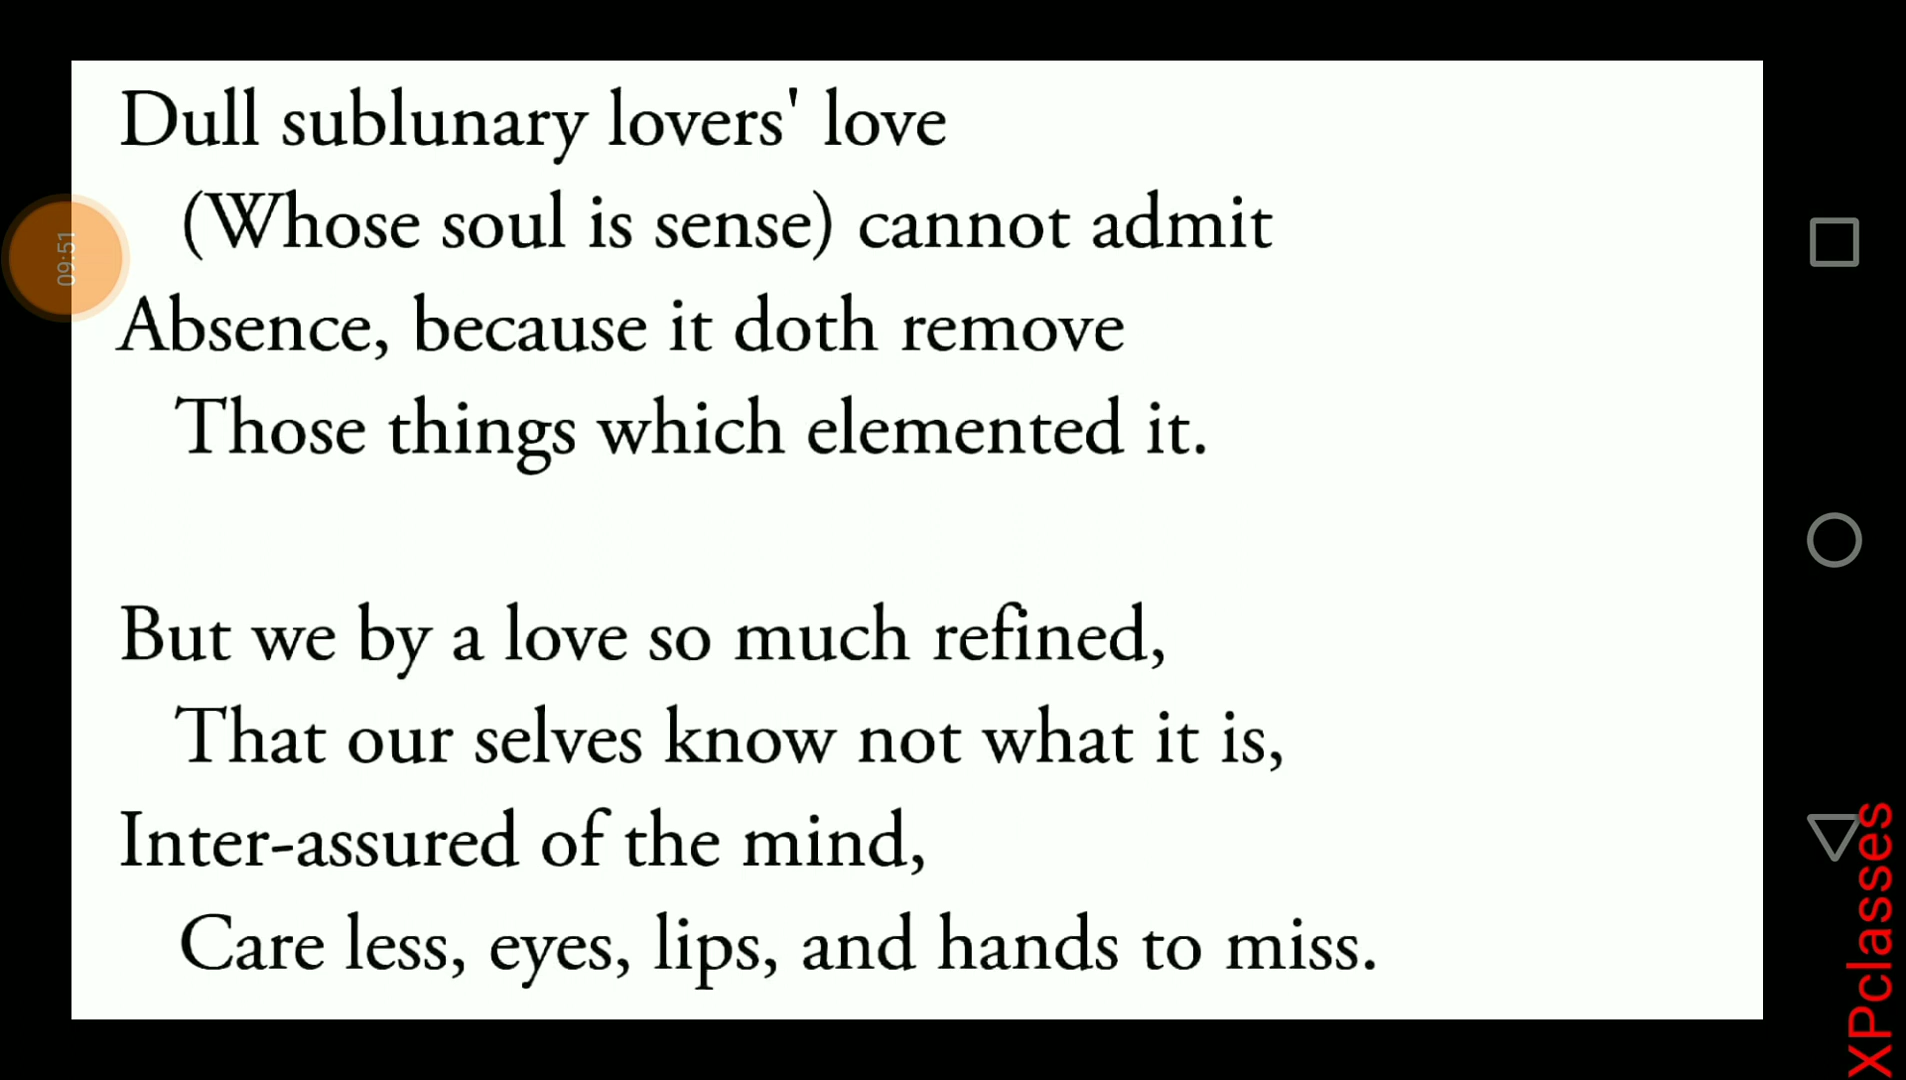 Dull sublunary lovers' love
(Whose soul is sense) cannot admit
Absence, because it doth remove
Those things which elemented it.
But we by a love so much refined,
That our selves know not what it is,
Inter-assured of the mind,
Care less, eyes, lips, and hands to miss.
09:51
XPclasses